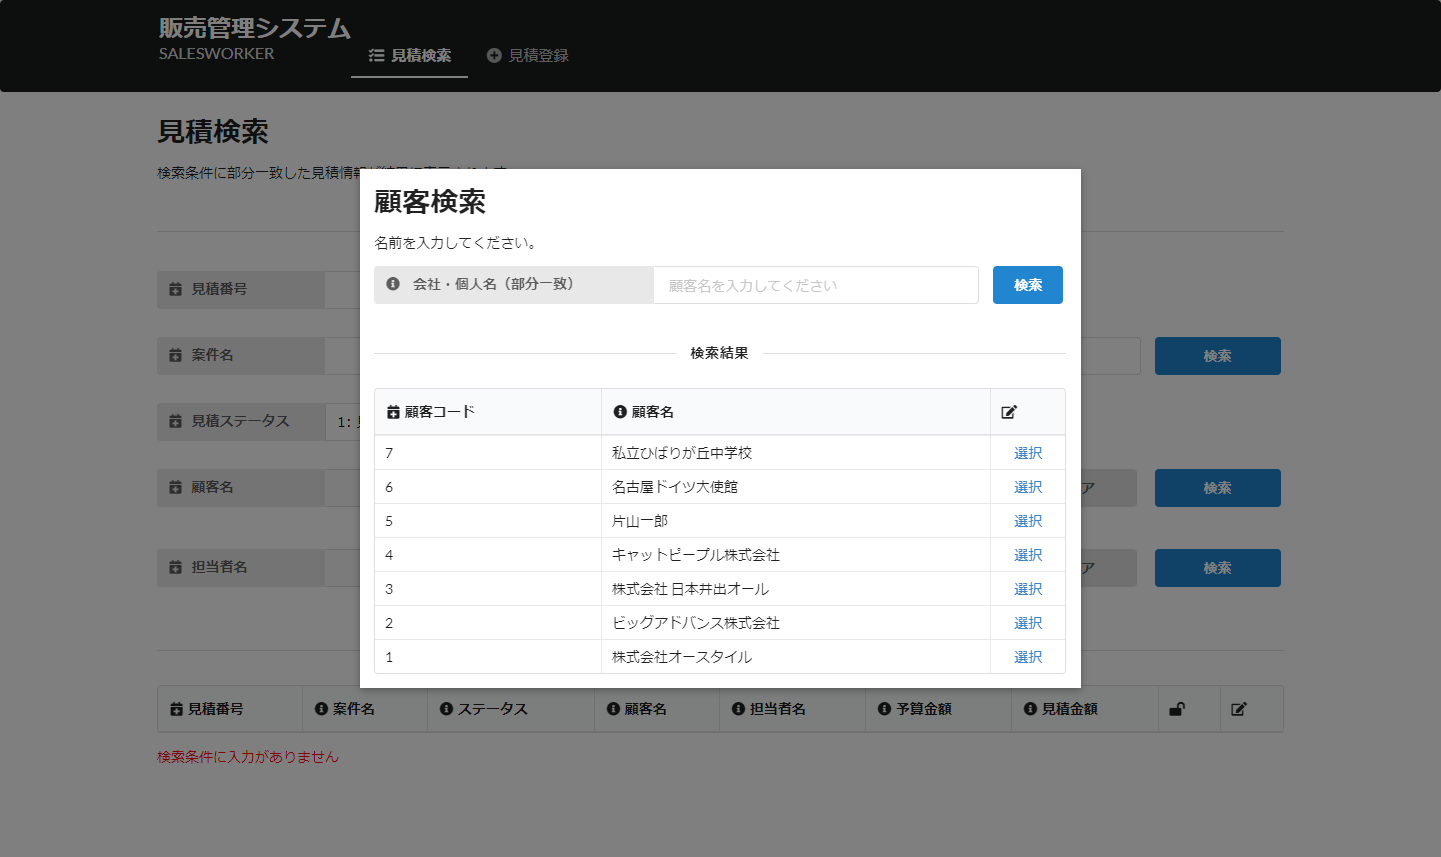 販売管理システム
SALESWORKER
見積検索
見積登録
見積検索
検索条件に部分一致した見積情報
見積番号
案件名
検索
見積ステータス
1:
顧客名
ア
検索
担当者名
ア
検索
顧客検索
名前を入力してください。
会社・個人名（部分一致）
顧客名を入力してください
検索
検索結果
顧客コード 顧客名
7 私立ひばりが丘中学校 選択
6 名古屋ドイツ大使館 選択
5 片山一郎 選択
4 キャットピープル株式会社 選択
3 株式会社 日本井出オール 選択
2 ビッグアドバンス株式会社 選択
1 株式会社オースタイル 選択
見積番号 案件名 ステータス 顧客名 担当者名 予算金額 見積金額
検索条件に入力がありません